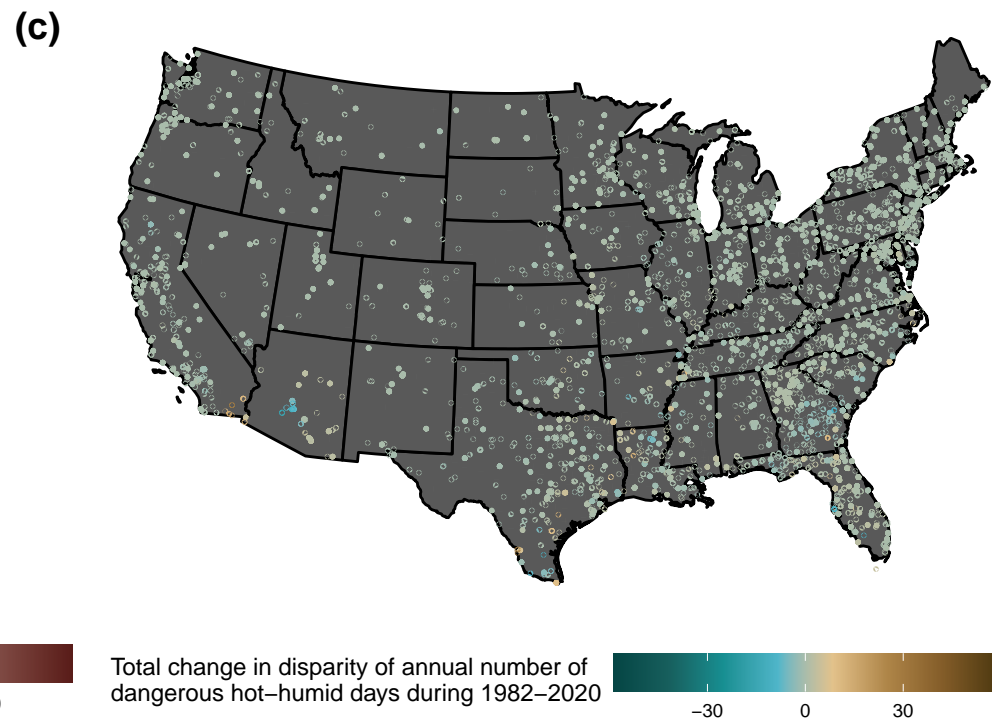 (c)
Total change in disparity of annual number of
dangerous hot−humid days during 1982−2020
−30 0 30